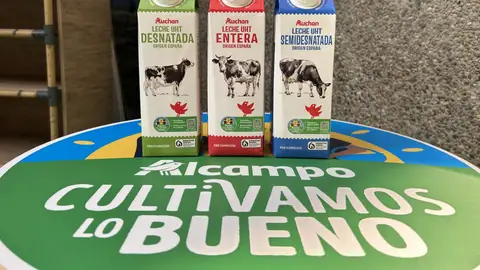 Auchan
LECHE UHT
DESNATADA
ORIGEN ESPAÑA
Auchan
LECHE UHT
ENTERA
ORIGEN ESPAÑA
Auchan
LECHE UHT
SEMIDESNATADA
ORIGEN ESPAÑA
Alcampo
CULTIVAMOS
LO BUENO